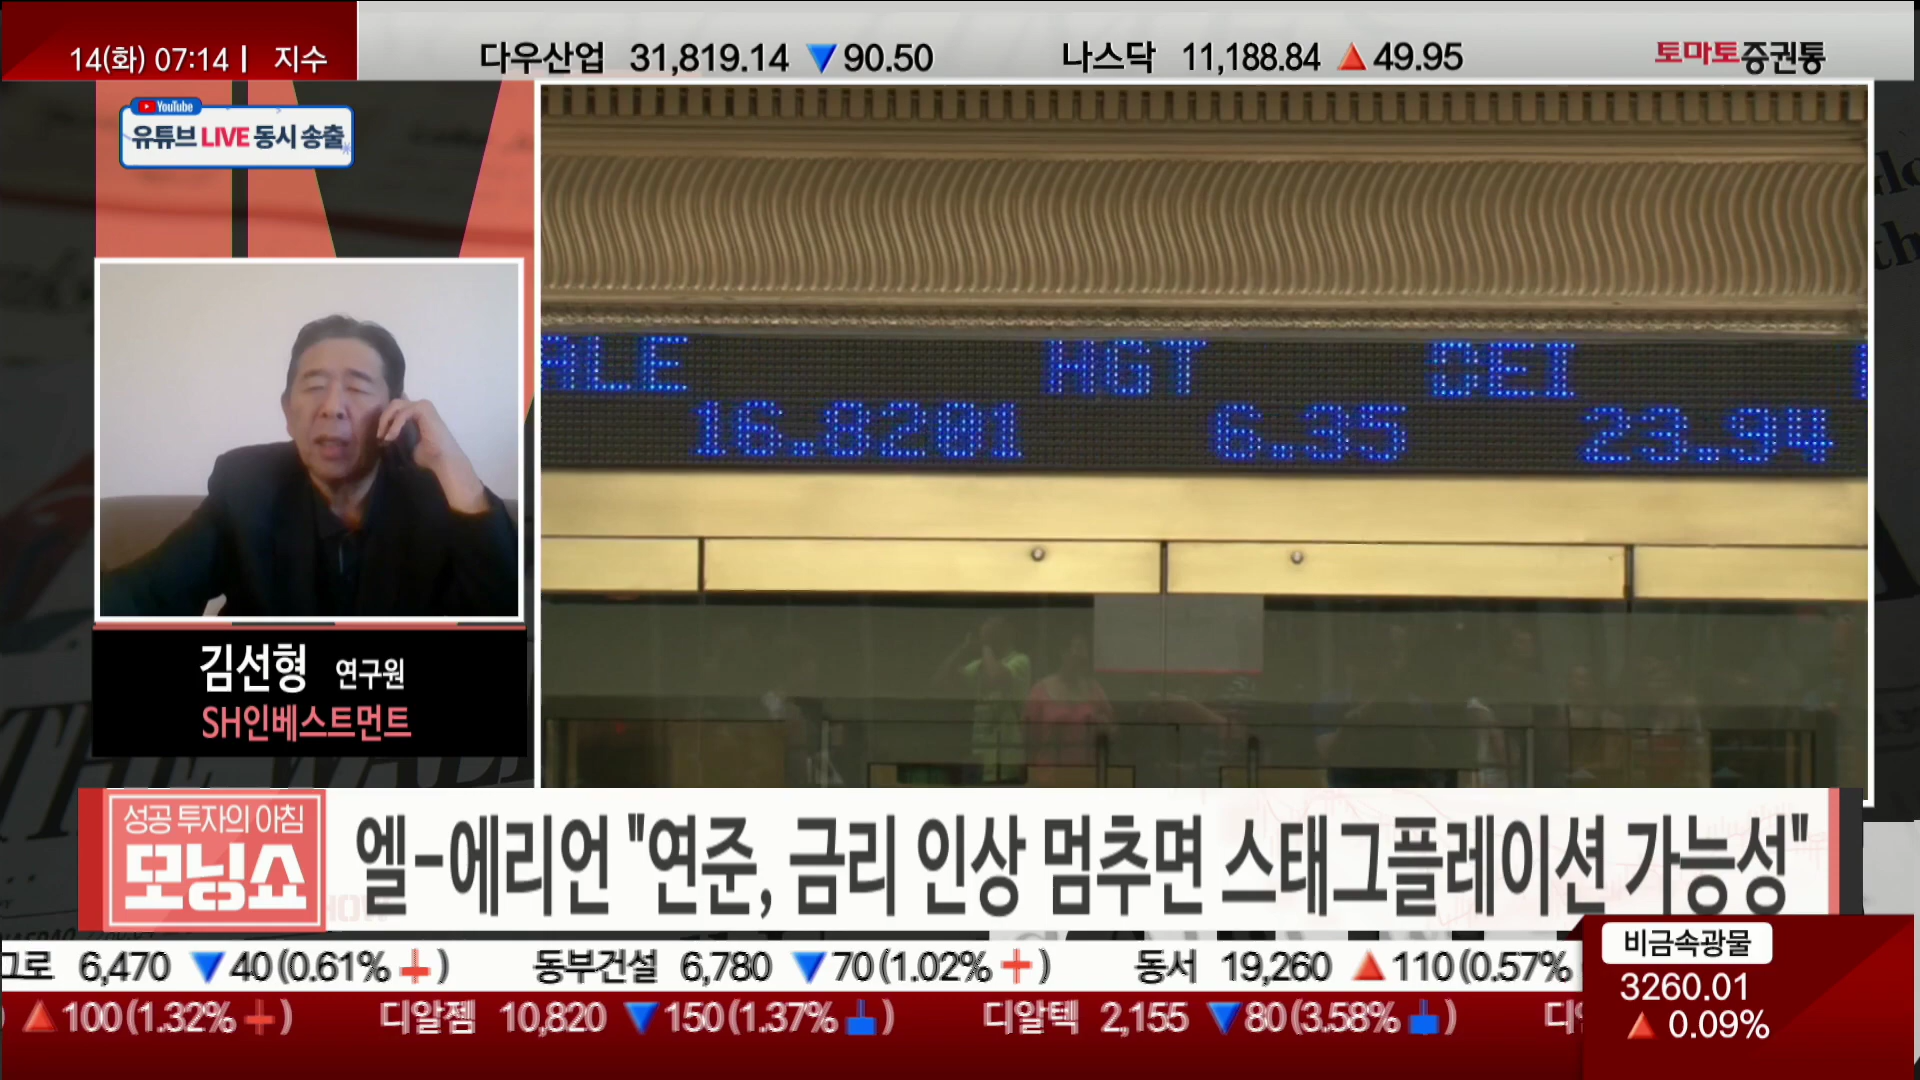 14(화) 07:14 | 지수 다우산업 31,819.14 ▼90.50 나스닥 11,188.84 ▲49.95 토마토증권통
YouTube
유튜브 LIVE 동시 송출
ALE HGT DEI
16.8201 6.35 23.94
김선형 연구원
SH인베스트먼트
성공 투자의 아침
모닝쇼
엘-에리언 "연준, 금리 인상 멈추면 스태그플레이션 가능성"
그로 6,470 ▼40(0.61%+) 동부건설 6,780 ▼70(1.02%+) 동서 19,260 ▲110(0.57%
▲100(1.32%+) 디알젬 10,820 ▼150(1.37%) 디알텍 2,155 ▼80(3.58%)
비금속광물
3260.01
▲0.09%